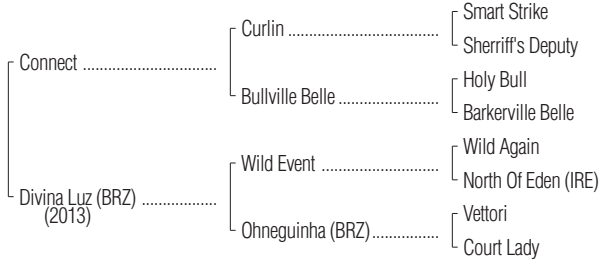 Smart Strike
Curlin ......................................
Sherriff's Deputy
Connect ..................................
Holy Bull
Bullville Belle .........................
Barkerville Belle
Wild Again
Wild Event .............................
North Of Eden (IRE)
Divina Luz (BRZ) ...................
(2013)
Vettori
Ohneguinha (BRZ).................
Court Lady